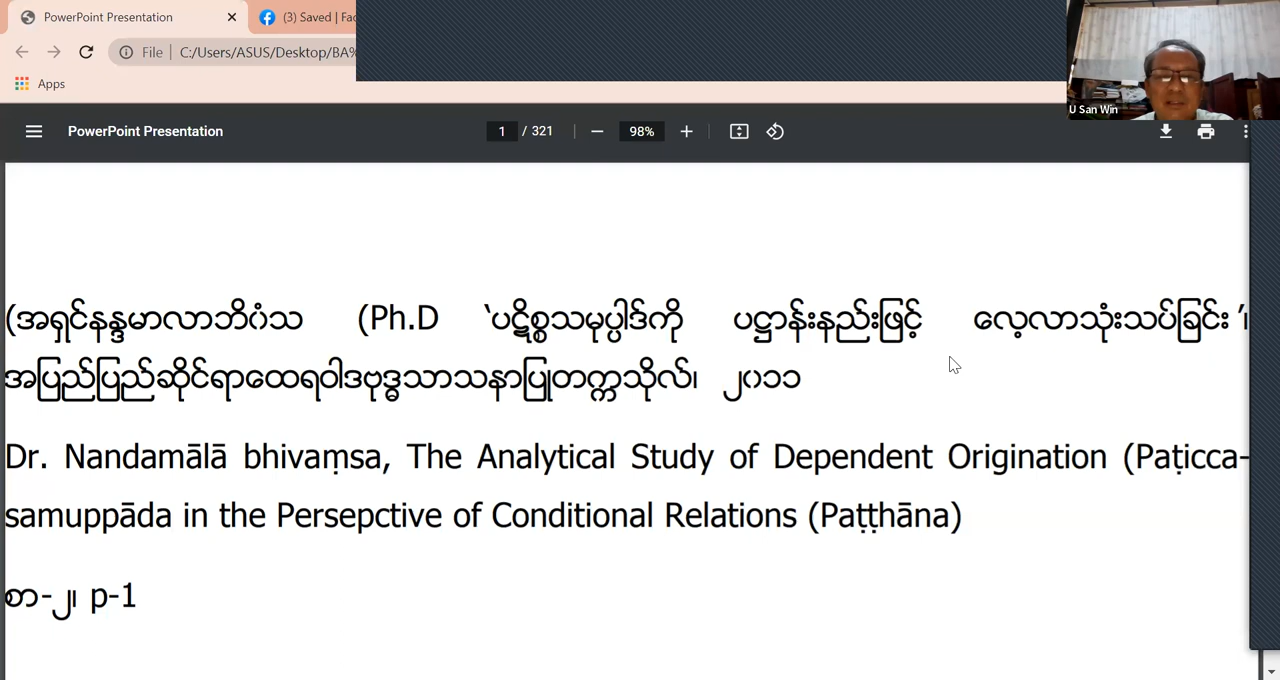 PowerPoint Presentation
(3) Saved | Fac
File | C:/Users/ASUS/Desktop/BA%
Apps
U San Win
PowerPoint Presentation
1 / 321
98%
(အရှင်နန္ဒမာလာဘိဝံသ (Ph.D ‘ပဋိစ္စသမုပ္ပါဒ်ကို ပဋ္ဌာန်းနည်းဖြင့် လေ့လာသုံးသပ်ခြင်း’၊
အပြည်ပြည်ဆိုင်ရာထေရဝါဒဗုဒ္ဓသာသနာပြုတက္ကသိုလ်၊ ၂၀၁၁
Dr. Nandamālā bhivaṃsa, The Analytical Study of Dependent Origination (Paṭicca-
samuppāda in the Persepctive of Conditional Relations (Paṭṭhāna)
စာ-၂၊ p-1